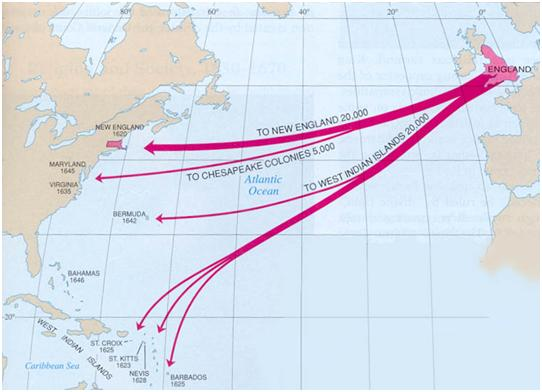 80°
60°
40°
20°
0°
ENGLAND
NEW ENGLAND
1620
TO NEW ENGLAND 20,000
TO CHESAPEAKE COLONIES 5,000
TO WEST INDIAN ISLANDS 20,000
MARYLAND
1645
VIRGINIA
1635
Atlantic
Ocean
BERMUDA
1642
BAHAMAS
1646
20°
WEST INDIAN ISLANDS
ST. CROIX
1625
ST. KITTS
1623
NEVIS
1628
BARBADOS
1625
Caribbean Sea